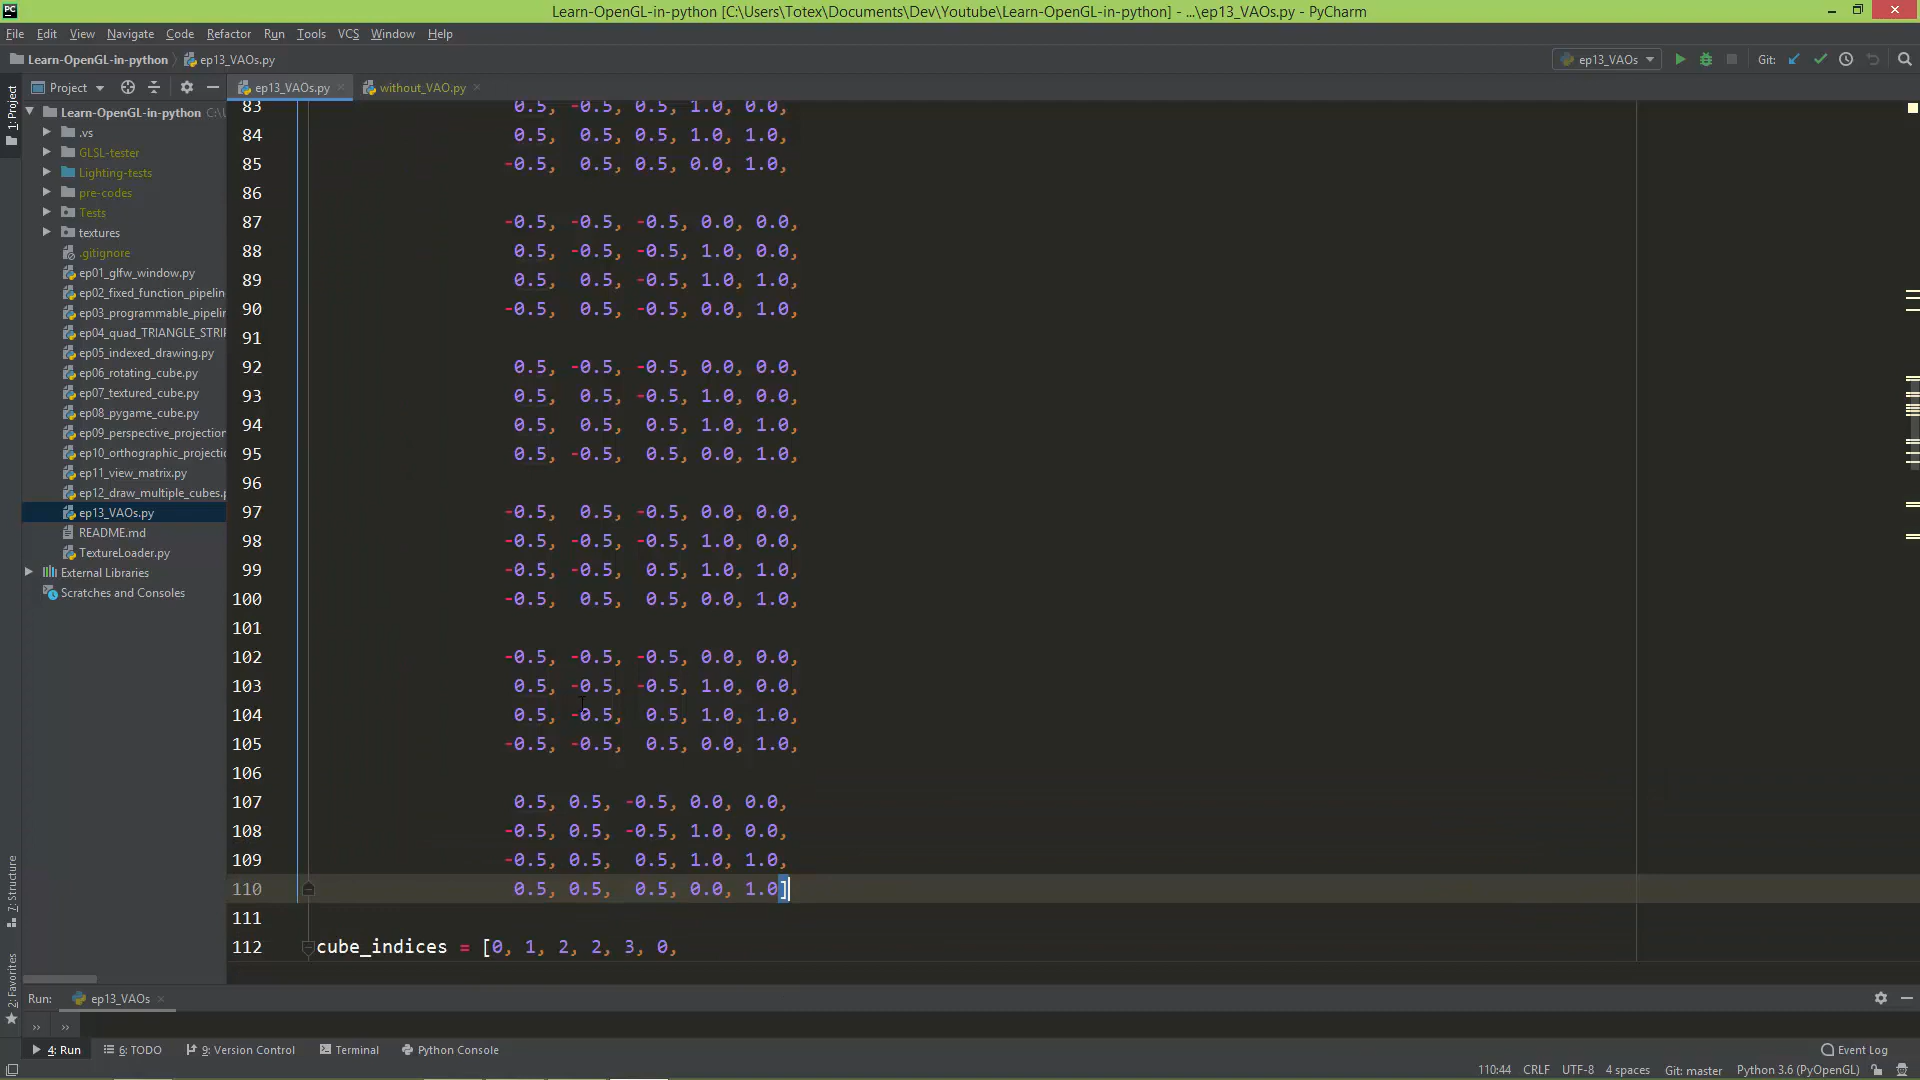 Learn-OpenGL-in-python [C:\Users\Totex\Documents\Dev\Youtube\Learn-OpenGL-in-python] - ...\ep13_VAOs.py - PyCharm
File Edit View Navigate Code Refactor Run Tools VCS Window Help
Learn-OpenGL-in-python ep13_VAOs.py ep13_VAOs Git:
Project ep13_VAOs.py without_VAO.py
1: Project
Learn-OpenGL-in-python C:\
.vs
GLSL-tester
Lighting-tests
pre-codes
Tests
textures
.gitignore
ep01_glfw_window.py
ep02_fixed_function_pipelin
ep03_programmable_pipelin
ep04_quad_TRIANGLE_STRI
ep05_indexed_drawing.py
ep06_rotating_cube.py
ep07_textured_cube.py
ep08_pygame_cube.py
ep09_perspective_projection
ep10_orthographic_projectio
ep11_view_matrix.py
ep12_draw_multiple_cubes.p
ep13_VAOs.py
README.md
TextureLoader.py
External Libraries
Scratches and Consoles
7: Structure
2: Favorites
83 0.5, -0.5, 0.5, 1.0, 0.0,
84 0.5, 0.5, 0.5, 1.0, 1.0,
85 -0.5, 0.5, 0.5, 0.0, 1.0,
86
87 -0.5, -0.5, -0.5, 0.0, 0.0,
88 0.5, -0.5, -0.5, 1.0, 0.0,
89 0.5, 0.5, -0.5, 1.0, 1.0,
90 -0.5, 0.5, -0.5, 0.0, 1.0,
91
92 0.5, -0.5, -0.5, 0.0, 0.0,
93 0.5, 0.5, -0.5, 1.0, 0.0,
94 0.5, 0.5, 0.5, 1.0, 1.0,
95 0.5, -0.5, 0.5, 0.0, 1.0,
96
97 -0.5, 0.5, -0.5, 0.0, 0.0,
98 -0.5, -0.5, -0.5, 1.0, 0.0,
99 -0.5, -0.5, 0.5, 1.0, 1.0,
100 -0.5, 0.5, 0.5, 0.0, 1.0,
101
102 -0.5, -0.5, -0.5, 0.0, 0.0,
103 0.5, -0.5, -0.5, 1.0, 0.0,
104 0.5, -0.5, 0.5, 1.0, 1.0,
105 -0.5, -0.5, 0.5, 0.0, 1.0,
106
107 0.5, 0.5, -0.5, 0.0, 0.0,
108 -0.5, 0.5, -0.5, 1.0, 0.0,
109 -0.5, 0.5, 0.5, 1.0, 1.0,
110 0.5, 0.5, 0.5, 0.0, 1.0]
111
112 cube_indices = [0, 1, 2, 2, 3, 0,
Run: ep13_VAOs
4: Run 6: TODO 9: Version Control Terminal Python Console Event Log
110:44 CRLF UTF-8 4 spaces Git: master Python 3.6 (PyOpenGL)